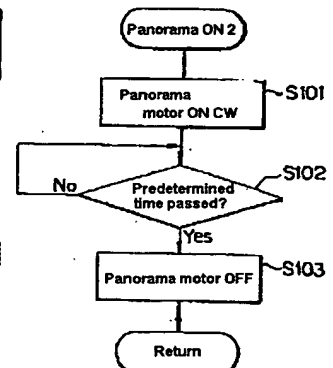 Panorama ON 2
Panorama
motor ON CW
S101
Predetermined
time passed?
S102
No
Yes
Panorama motor OFF
S103
Return